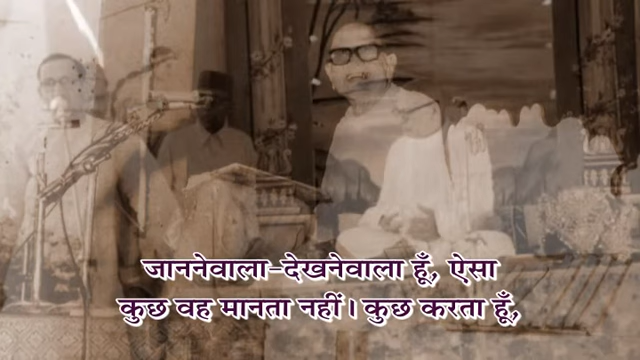 जाननेवाला-देखनेवाला हूँ, ऐसा
कुछ वह मानता नहीं। कुछ करता हूँ,